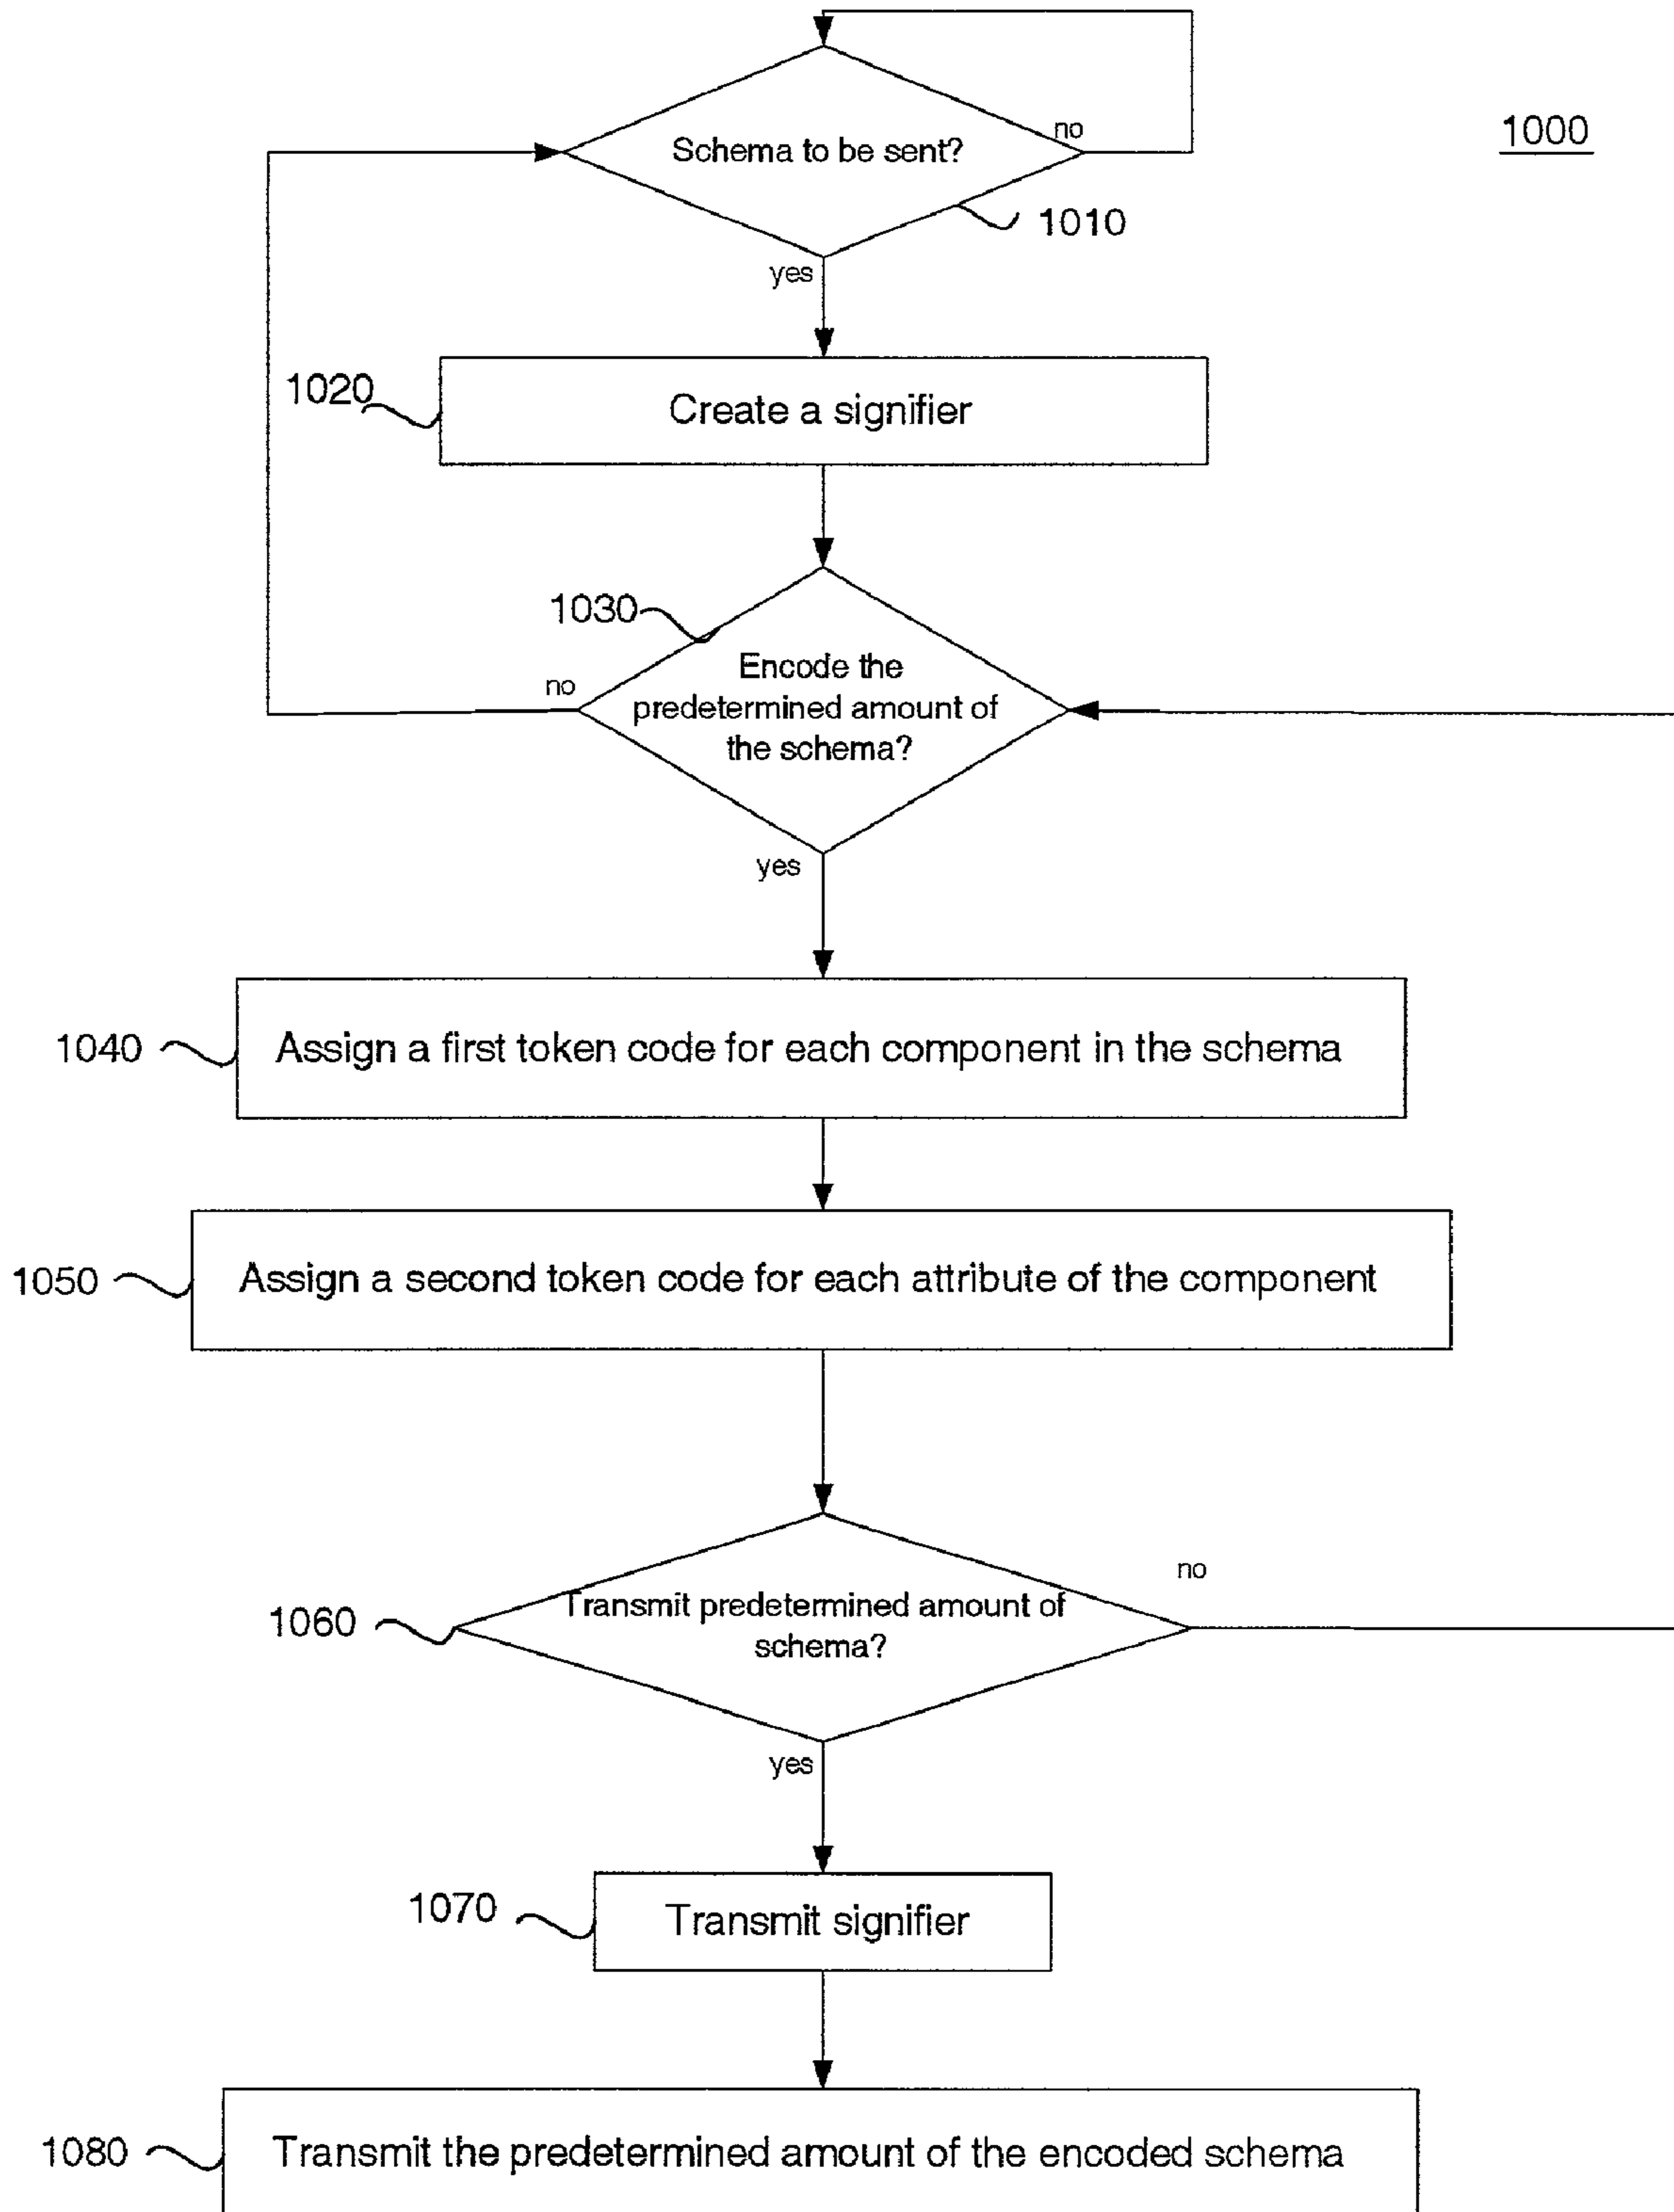 1000
no
Schema to be sent?
1010
yes
1020
Create a signifier
1030
Encode the
predetermined amount of
the schema?
no
yes
1040
Assign a first token code for each component in the schema
1050
Assign a second token code for each attribute of the component
no
1060
Transmit predetermined amount of
schema?
yes
1070
Transmit signifier
1080
Transmit the predetermined amount of the encoded schema